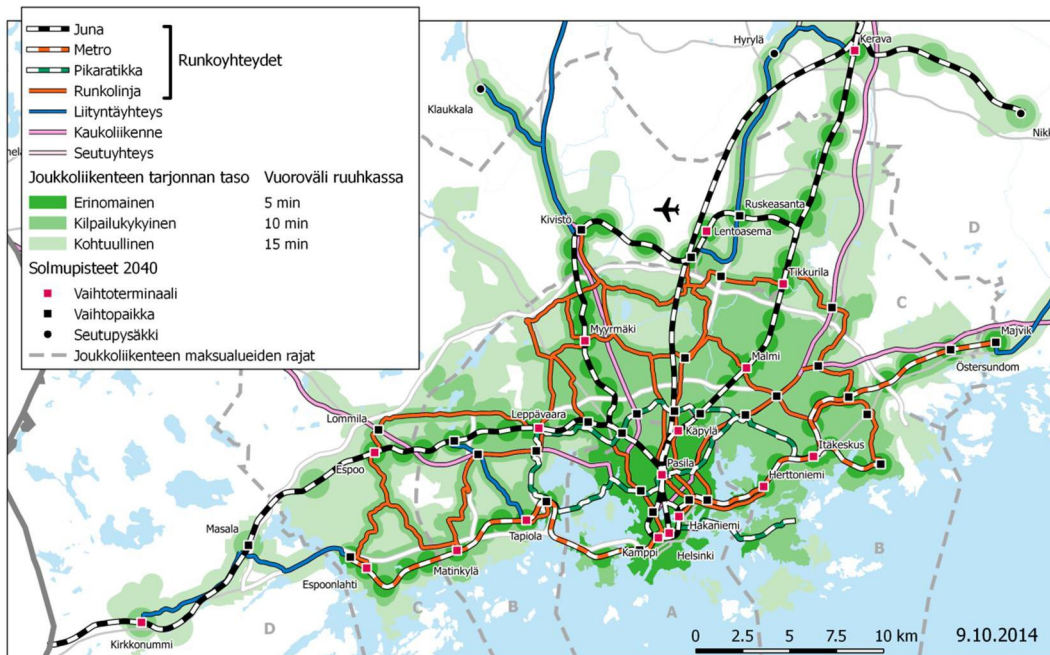 Juna
Metro
Pikaratikka
Runkolinja
Runkoyhteydet
Liityntäyhteys
Kaukoliikenne
Seutuyhteys
Joukkoliikenteen tarjonnan taso Vuoroväli ruuhkassa
Erinomainen 5 min
Kilpailukykyinen 10 min
Kohtuullinen 15 min
Solmupisteet 2040
Vaihtoterminaali
Vaihtopaikka
Seutupysäkki
Joukkoliikenteen maksualueiden rajat
Hyrylä
Kerava
Klaukkala
Nikk
Ruskeasanta
Kivistö
Lentoasema
D
Tikkurila
C
Myyrmäki
Majvik
Östersundom
Malmi
Lommila
Leppävaara
Käpylä
Espoo
Itäkeskus
Pasila
Herttoniemi
Masala
Tapiola
Hakaniemi
Kamppi
Helsinki
Espoonlahti
Matinkylä
B
C
B
A
D
Kirkkonummi
0 2.5 5 7.5 10 km
9.10.2014